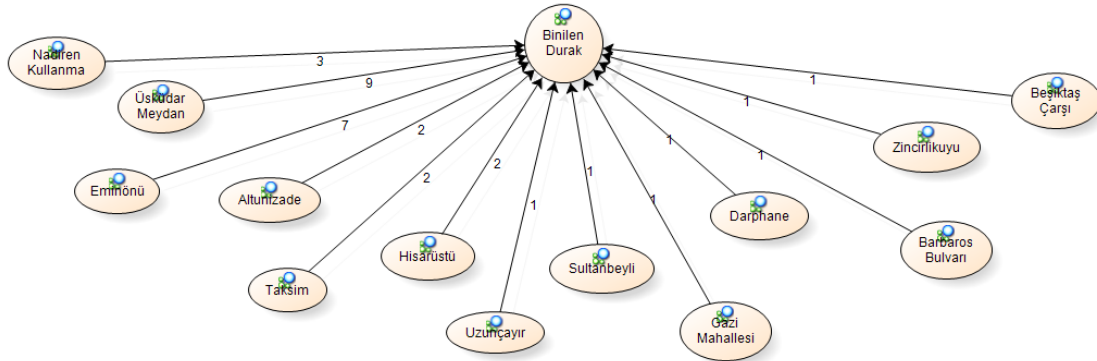 Binilen
Durak
Nadiren
Kullanma
3
Üsküdar
Meydan
9
Eminönü
7
Altunizade
2
Taksim
2
Hisarüstü
2
Uzunçayır
1
Sultanbeyli
1
Gazi
Mahallesi
1
Darphane
1
Barbaros
Bulvarı
1
Zincirlikuyu
1
Beşiktaş
Çarşı
1